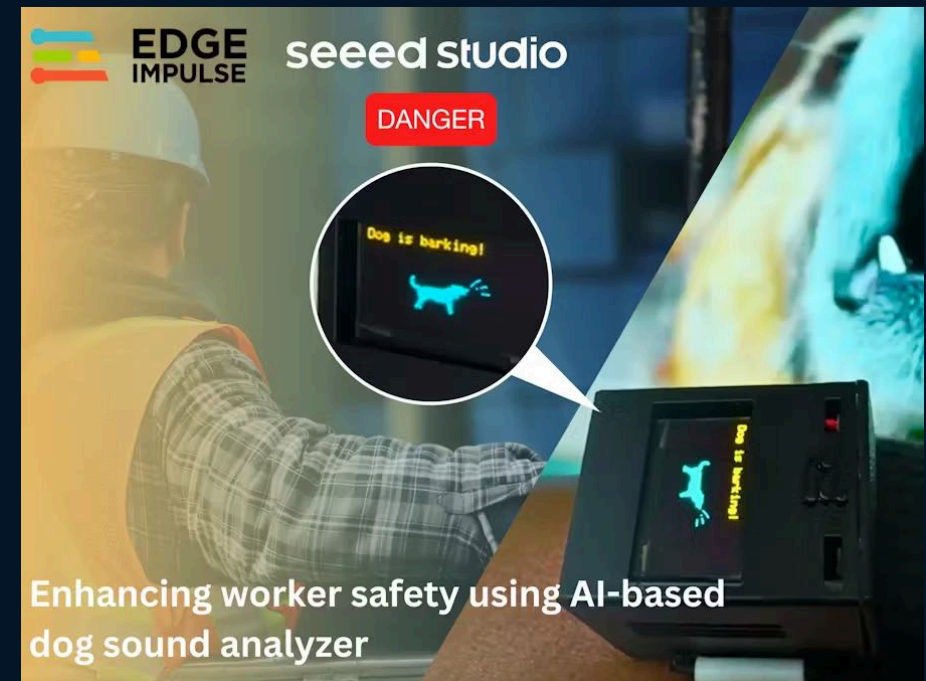 EDGE
IMPULSE
seeed studio
DANGER
Dog is barking!
Dog is barking!
Enhancing worker safety using AI-based
dog sound analyzer